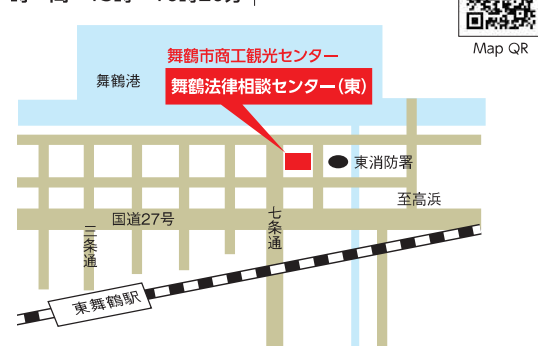 Map QR
舞鶴市商工観光センター
舞鶴港
舞鶴法律相談センター(東)
東消防署
至高浜
国道27号
七条通
三条通
東舞鶴駅